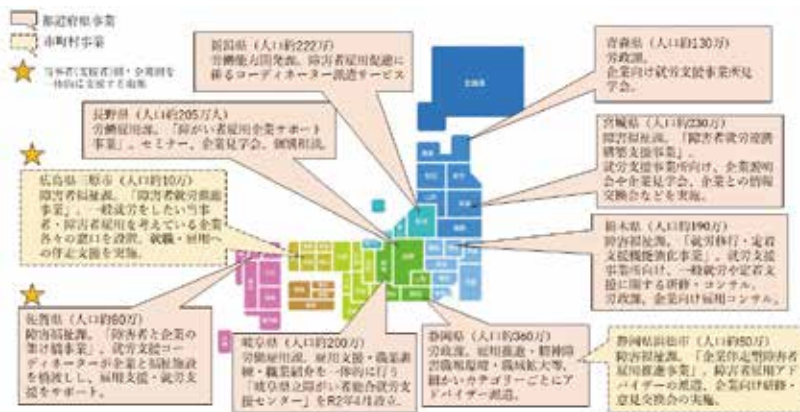 都道府県事業
市町村事業
当事者(支援者)側・企業側を
一体的に支援する施策
新潟県（人口約222万）
労働能力開発課、障害者雇用促進に
係るコーディネーター派遣サービス
青森県（人口約130万）
労政課、
企業向け就労支援事業所見
学会。
長野県（人口約205万人）
労働雇用課、「障がい者雇用企業サポート
事業」。セミナー、企業見学会、個別相談。
宮城県（人口約230万）
障害福祉課、「障害者就労連携
構築支援事業」。
就労支援事業所向け、企業説明
会や企業見学会、企業との情報
交換会などを実施。
北海道
広島県三原市（人口約10万）
障害者福祉課、「障害者就労推進
事業」。一般就労をしたい当事
者・障害者雇用を考えている企業
各々の窓口を設置。就職・雇用へ
の伴走支援を実施。
栃木県（人口約190万）
障害福祉課、「就労移行・定着
支援機能強化事業」。就労支
援事業所向け、一般就労や定着支
援に関する研修・コンサル。
労政課、企業向け雇用コンサル。
佐賀県（人口約80万）
障害福祉課、「障害者と企業の
架け橋事業」。就労支援コー
ディネーターが企業と福祉施設
を橋渡しし、雇用支援・就労支
援をサポート。
岐阜県（人口約200万）
労働雇用課、雇用支援・職業訓
練・職業紹介を一体的に行う
「岐阜県立障がい者総合就労支
援センター」をR2年4月設立。
静岡県（人口約360万）
労政課、雇用推進・精神障
害職場環境・職域拡大等、
細かいカテゴリーごとにア
ドバイザー派遣。
静岡県浜松市（人口約80万）
障害福祉課、「企業伴走型障害者
雇用推進事業」。障害者雇用アド
バイザーの派遣、企業向け研修・
意見交換会の実施。